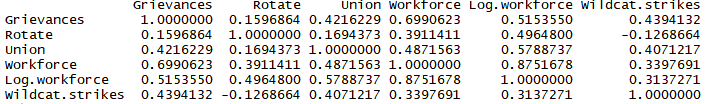 Grievances Rotate Union Workforce Log.workforce Wildcat.strikes
Grievances 1.0000000 0.1596864 0.4216229 0.6990623 0.5153550 0.4394132
Rotate 0.1596864 1.0000000 0.1694373 0.3911411 0.4964800 -0.1268664
Union 0.4216229 0.1694373 1.0000000 0.4871563 0.5788737 0.4071217
Workforce 0.6990623 0.3911411 0.4871563 1.0000000 0.8751678 0.3397691
Log.workforce 0.5153550 0.4964800 0.5788737 0.8751678 1.0000000 0.3137271
Wildcat.strikes 0.4394132 -0.1268664 0.4071217 0.3397691 0.3137271 1.0000000